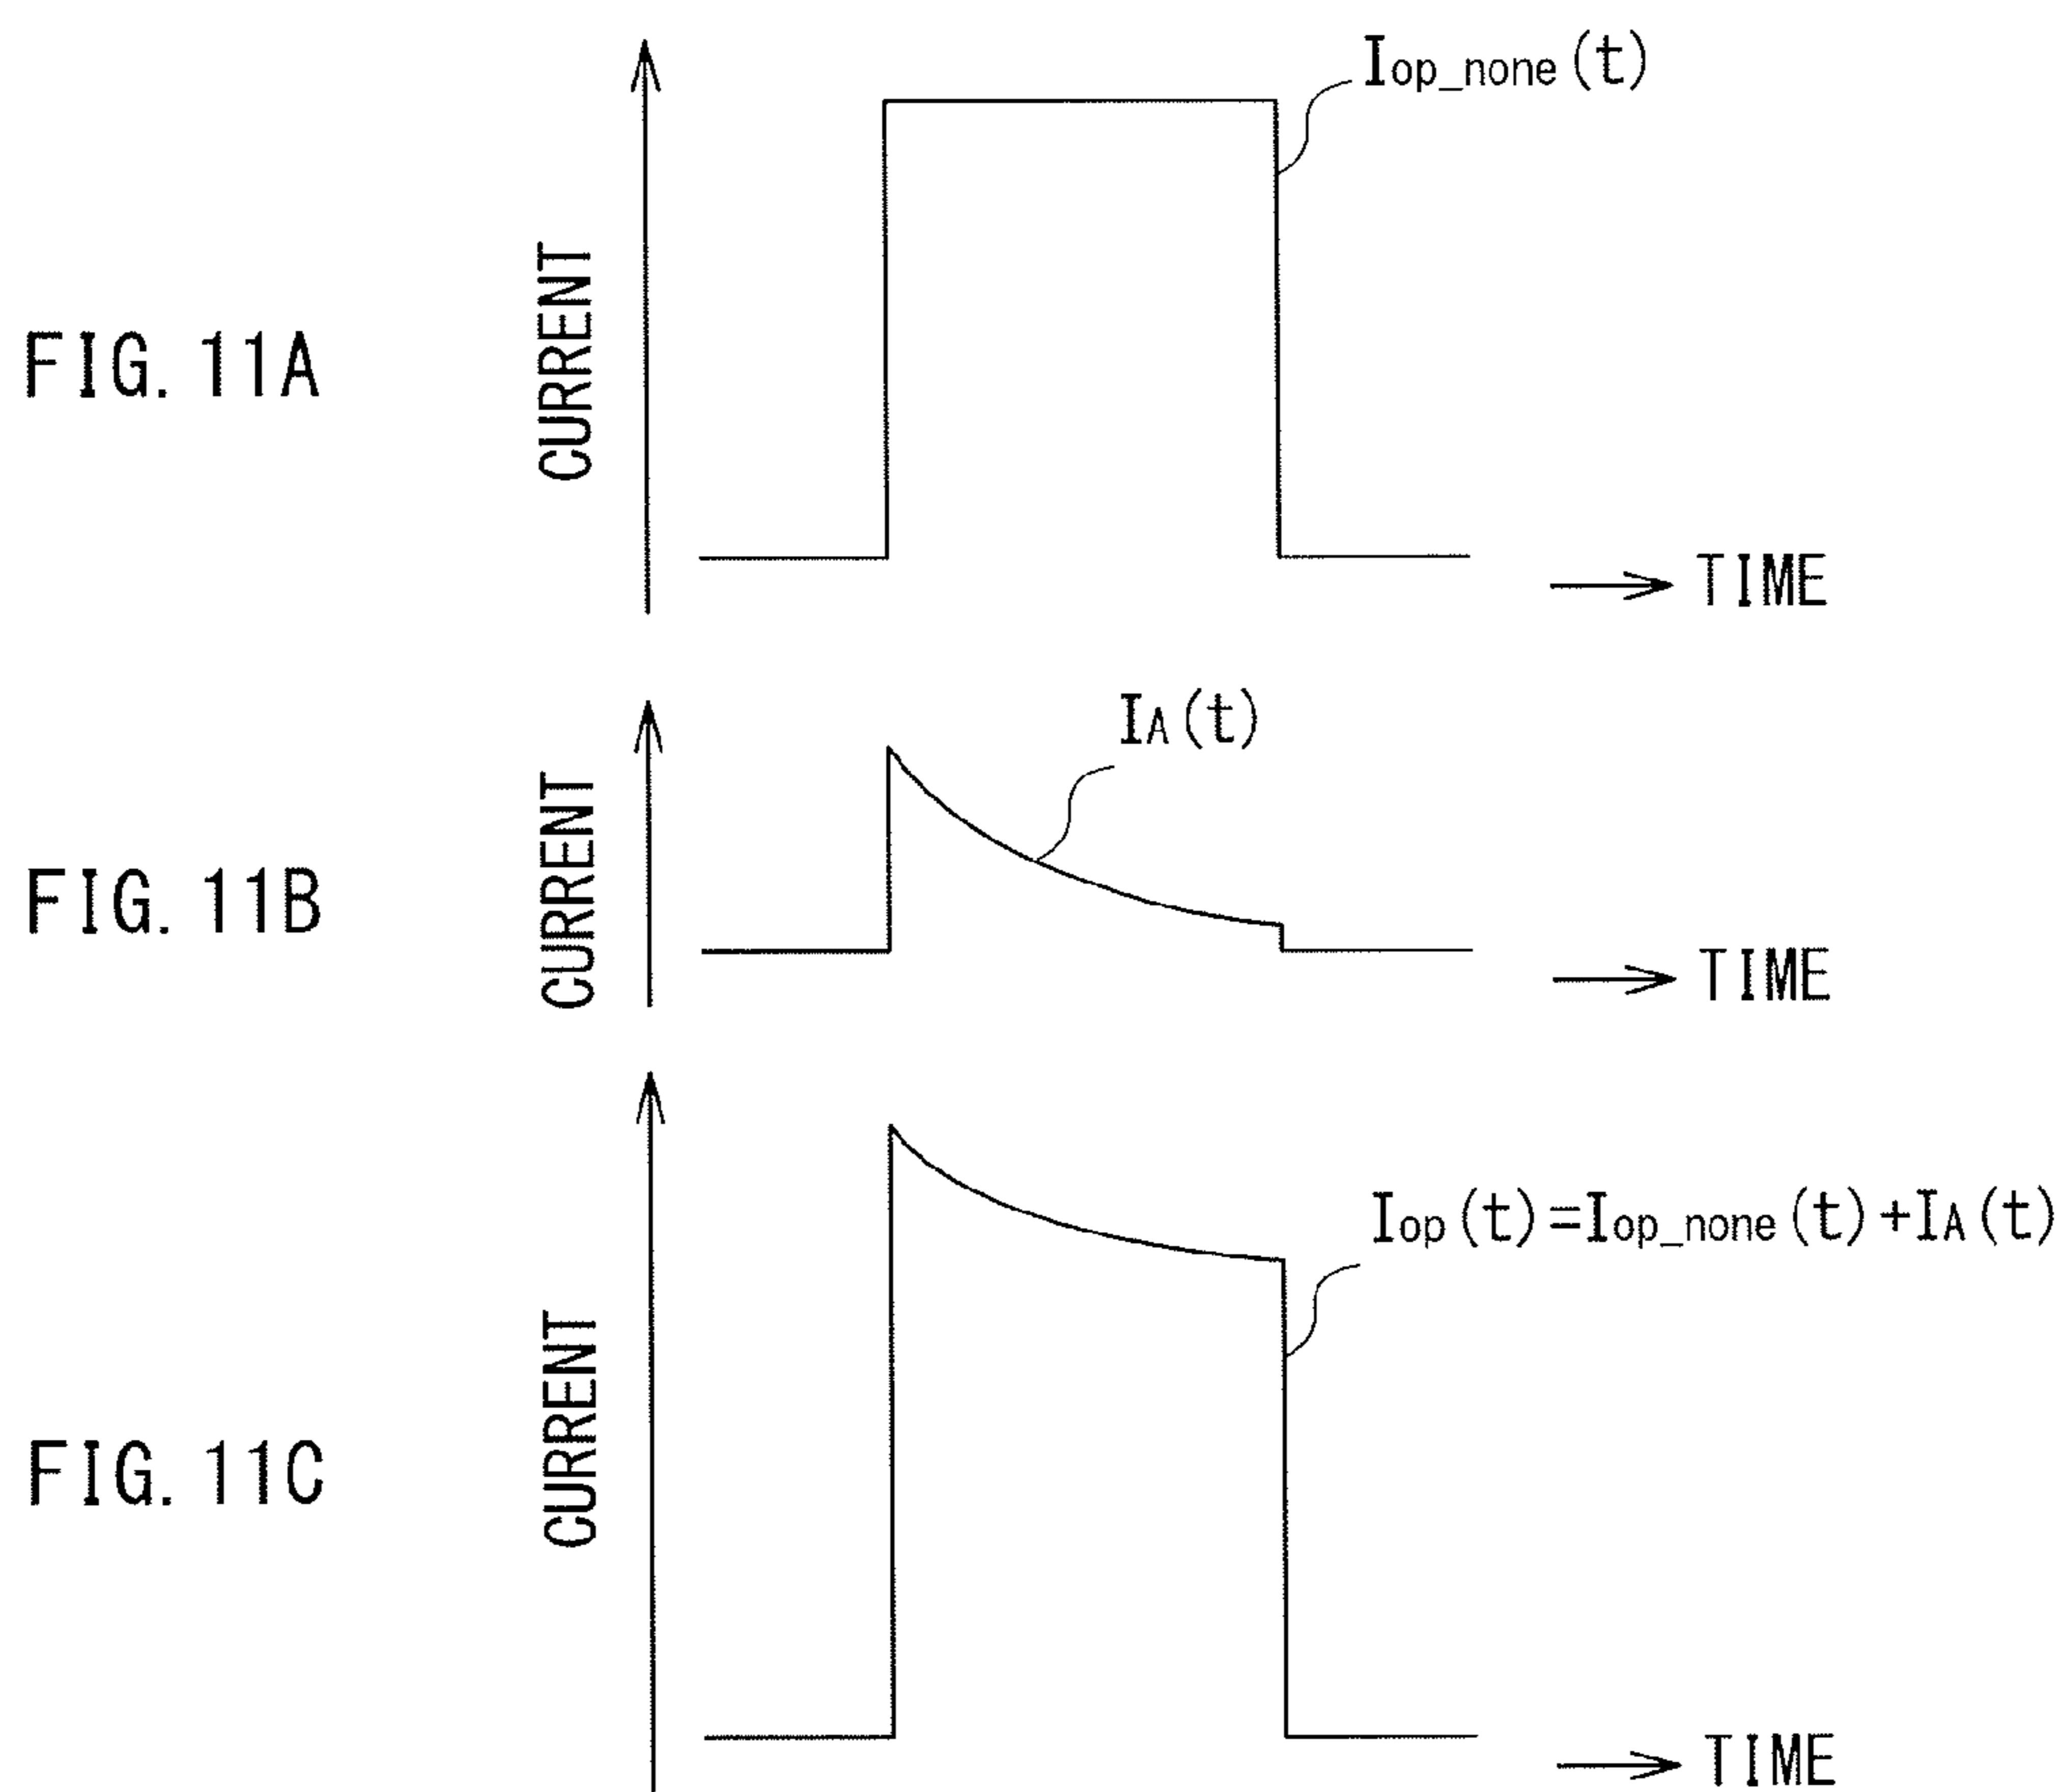 FIG. 11A
CURRENT
Iop_none(t)
TIME
FIG. 11B
CURRENT
IA(t)
TIME
FIG. 11C
CURRENT
Iop(t)=Iop_none(t)+IA(t)
TIME